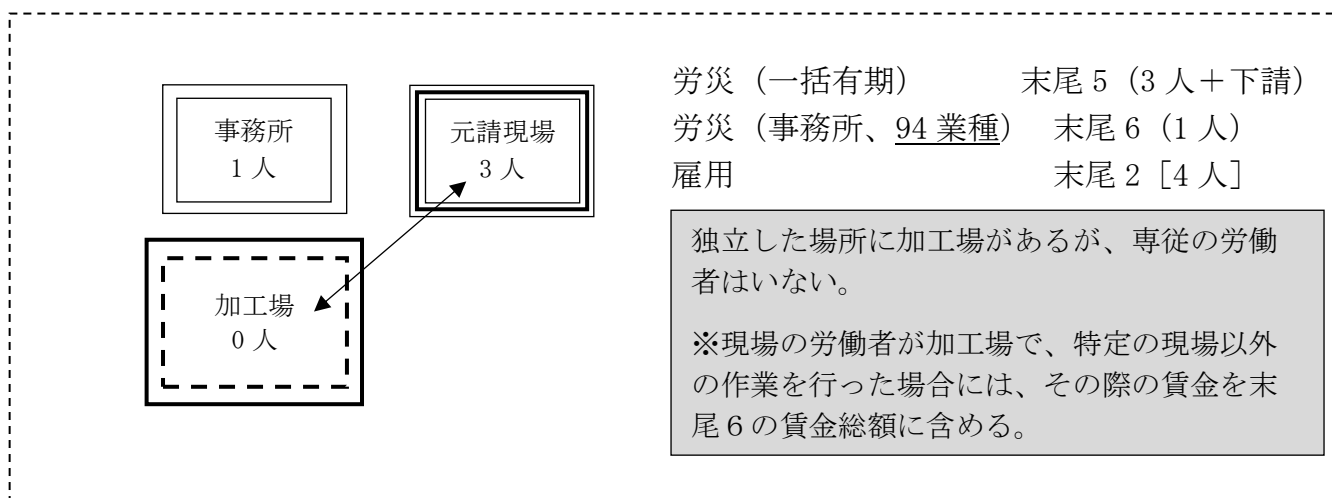 事務所
1人
元請現場
3人
加工場
0人
労災（一括有期）　末尾5（3人＋下請）
労災（事務所、94業種）　末尾6（1人）
雇用　末尾2［4人］
独立した場所に加工場があるが、専従の労働
者はいない。
※現場の労働者が加工場で、特定の現場以外
の作業を行った場合には、その際の賃金を末
尾６の賃金総額に含める。